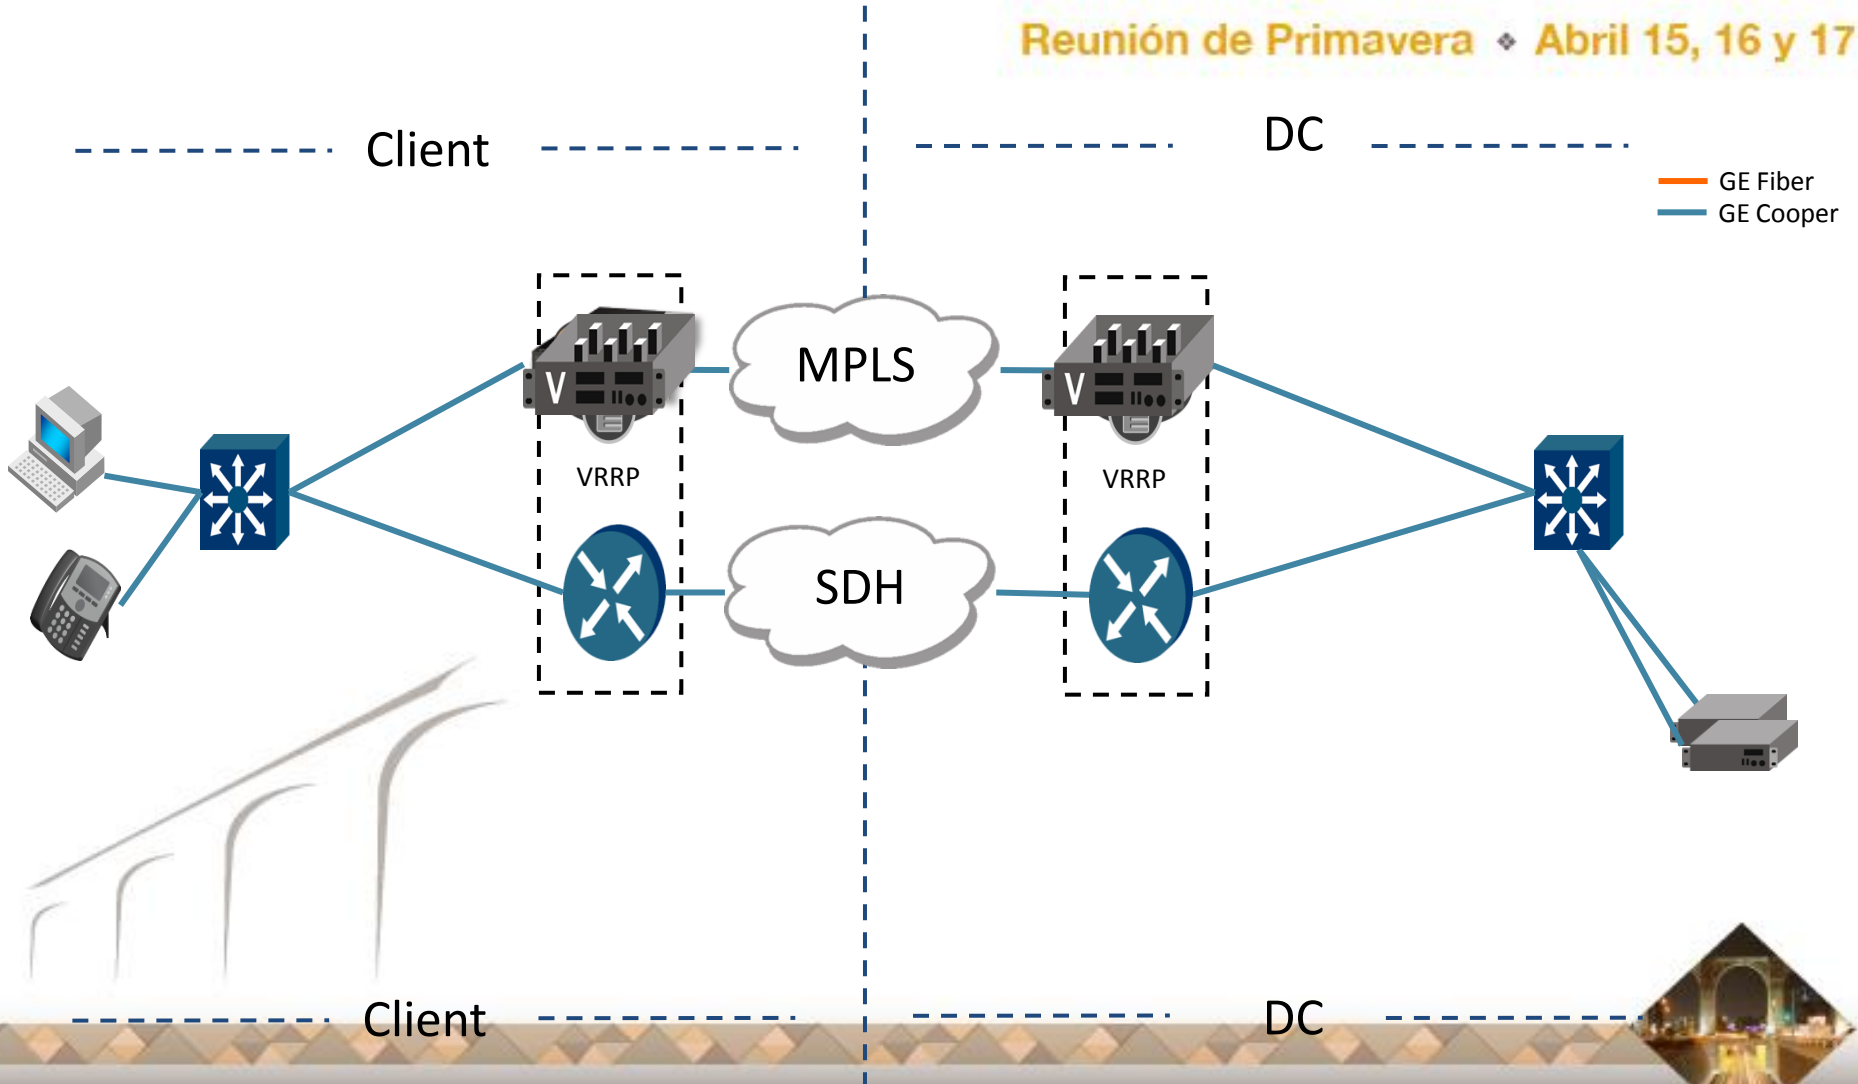 Reunión de Primavera ❖ Abril 15, 16 y 17
Client
DC
GE Fiber
GE Cooper
V
MPLS
V
VRRP
VRRP
SDH
Client
DC